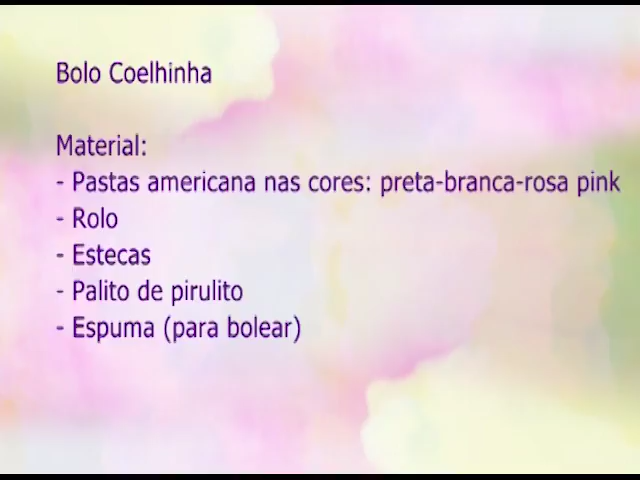 Bolo Coelhinha
Material:
- Pastas americana nas cores: preta-branca-rosa pink
- Rolo
- Estecas
- Palito de pirulito
- Espuma (para bolear)